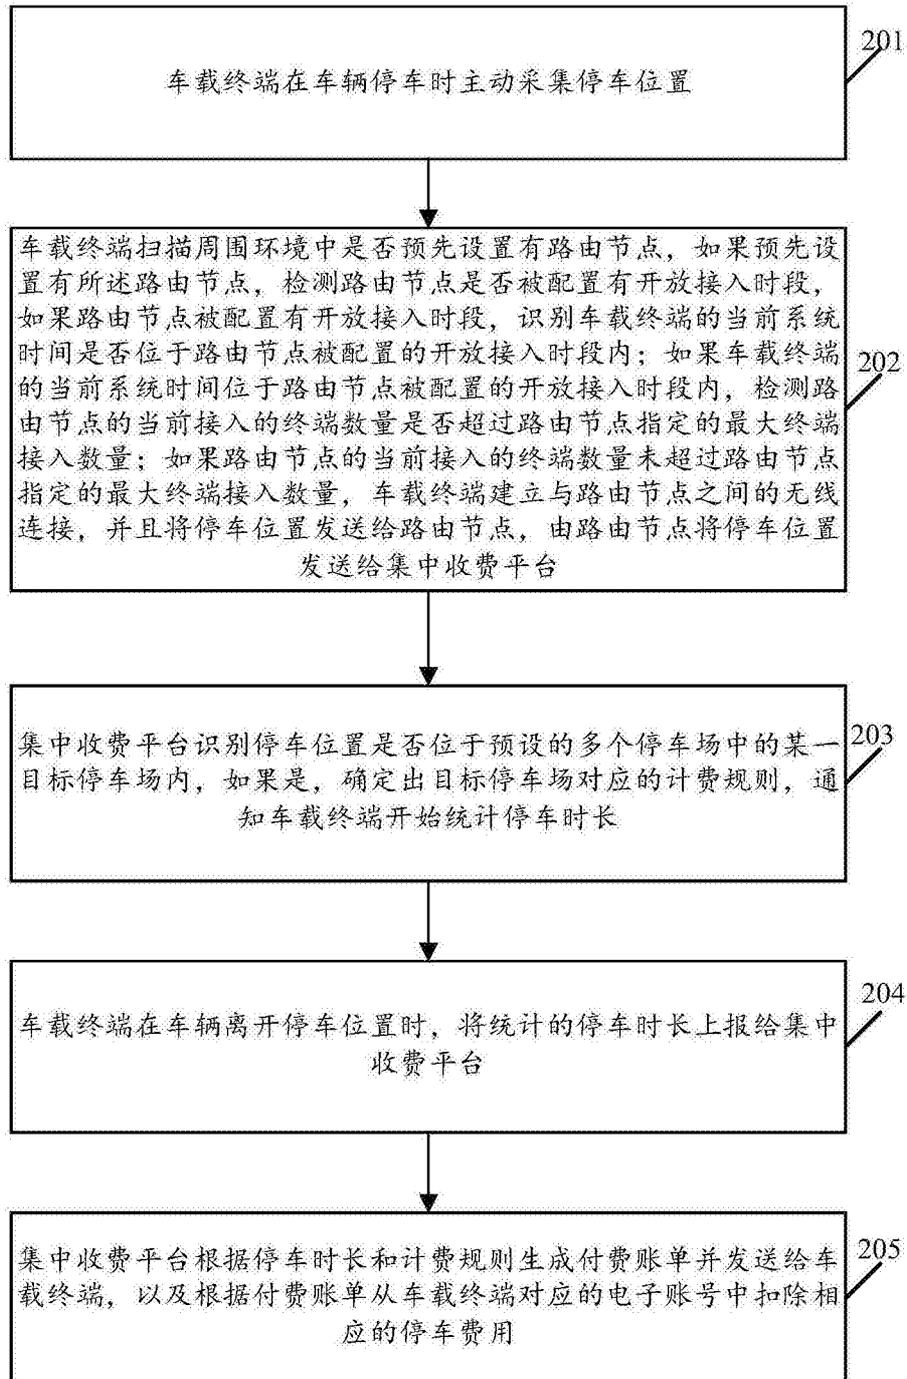 201
车载终端在车辆停车时主动采集停车位置
车载终端扫描周围环境中是否预先设置有路由节点，如果预先设
置有所述路由节点，检测路由节点是否被配置有开放接入时段，
如果路由节点被配置有开放接入时段，识别车载终端的当前系统
时间是否位于路由节点被配置的开放接入时段内；如果车载终端
202
的当前系统时间位于路由节点被配置的开放接入时段内，检测路
由节点的当前接入的终端数量是否超过路由节点指定的最大终端
接入数量；如果路由节点的当前接入的终端数量未超过路由节点
指定的最大终端接入数量，车载终端建立与路由节点之间的无线
连接，并且将停车位置发送给路由节点，由路由节点将停车位置
发送给集中收费平台
203
集中收费平台识别停车位置是否位于预设的多个停车场中的某一
目标停车场内，如果是，确定出目标停车场对应的计费规则，通
知车载终端开始统计停车时长
204
车载终端在车辆离开停车位置时，将统计的停车时长上报给集中
收费平台
205
集中收费平台根据停车时长和计费规则生成付费账单并发送给车
载终端，以及根据付费账单从车载终端对应的电子账号中扣除相
应的停车费用